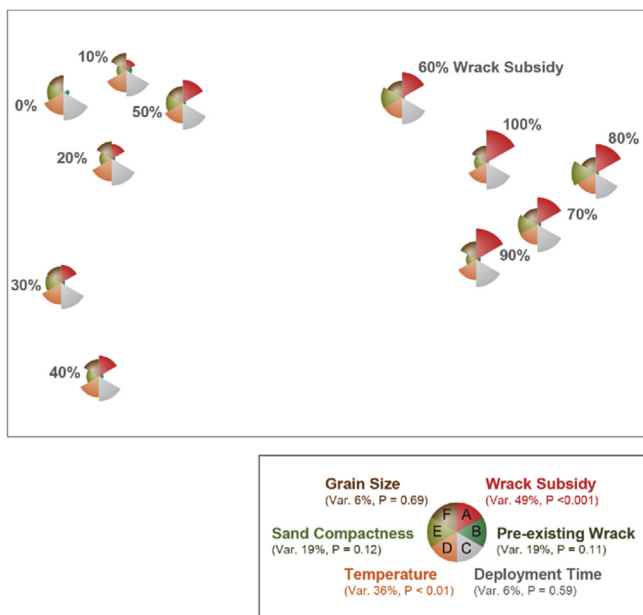 10%
60% Wrack Subsidy
0%
50%
100%
80%
20%
70%
90%
30%
40%
Grain Size
(Var. 6%, P = 0.69)
Wrack Subsidy
(Var. 49%, P <0.001)
F A
E B
D C
Sand Compactness
(Var. 19%, P = 0.12)
Pre-existing Wrack
(Var. 19%, P = 0.11)
Temperature
(Var. 36%, P < 0.01)
Deployment Time
(Var. 6%, P = 0.59)